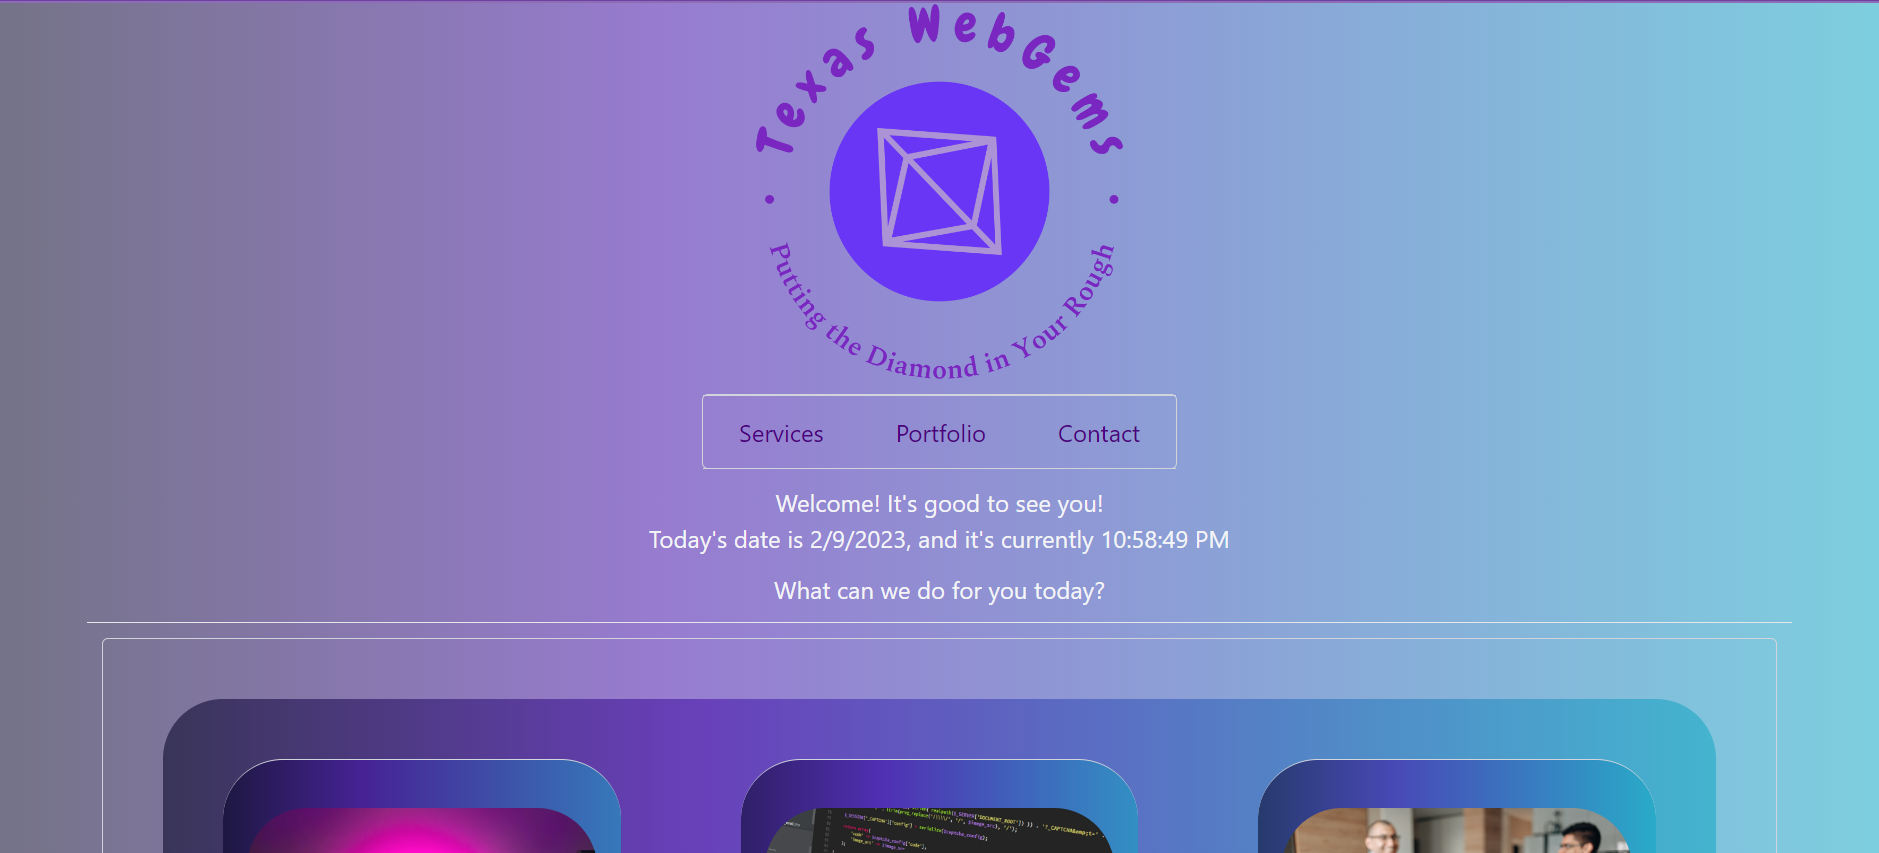 Texas WebGems
Putting the Diamond in Your Rough
Services Portfolio Contact
Welcome! It's good to see you!
Today's date is 2/9/2023, and it's currently 10:58:49 PM
What can we do for you today?